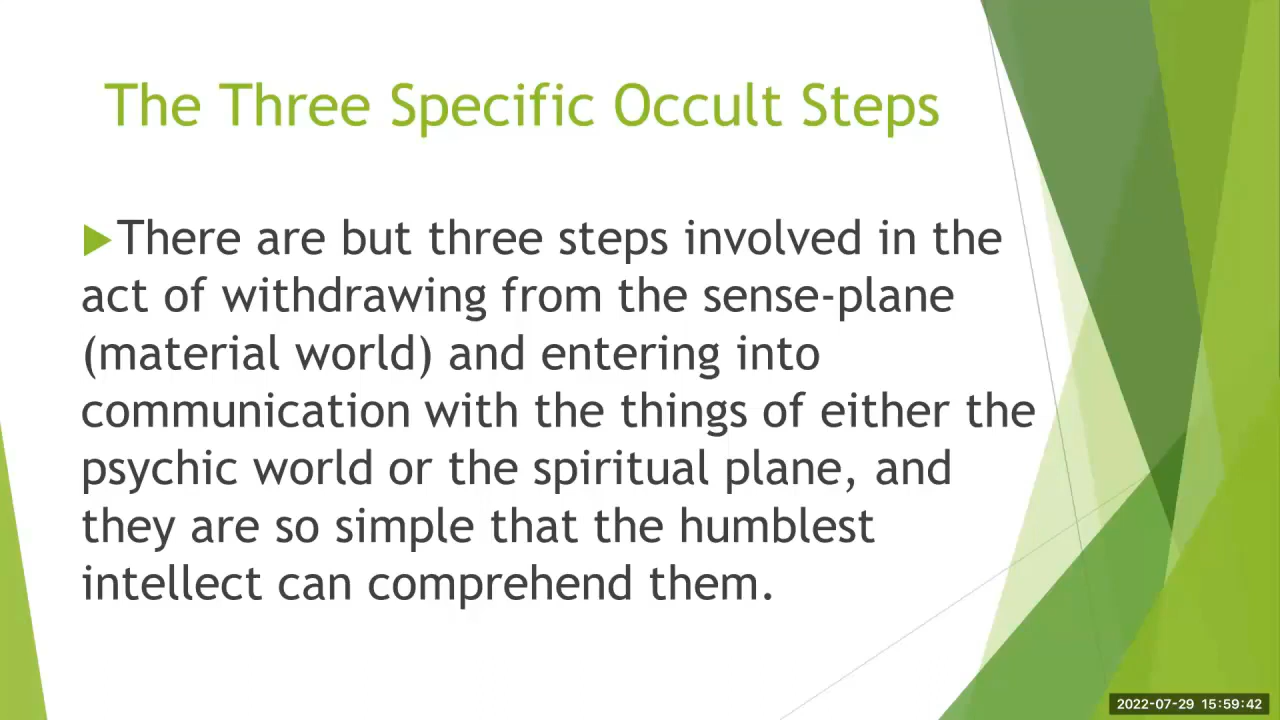 The Three Specific Occult Steps
There are but three steps involved in the
act of withdrawing from the sense-plane
(material world) and entering into
communication with the things of either the
psychic world or the spiritual plane, and
they are so simple that the humblest
intellect can comprehend them.
2022-07-29 15:59:42